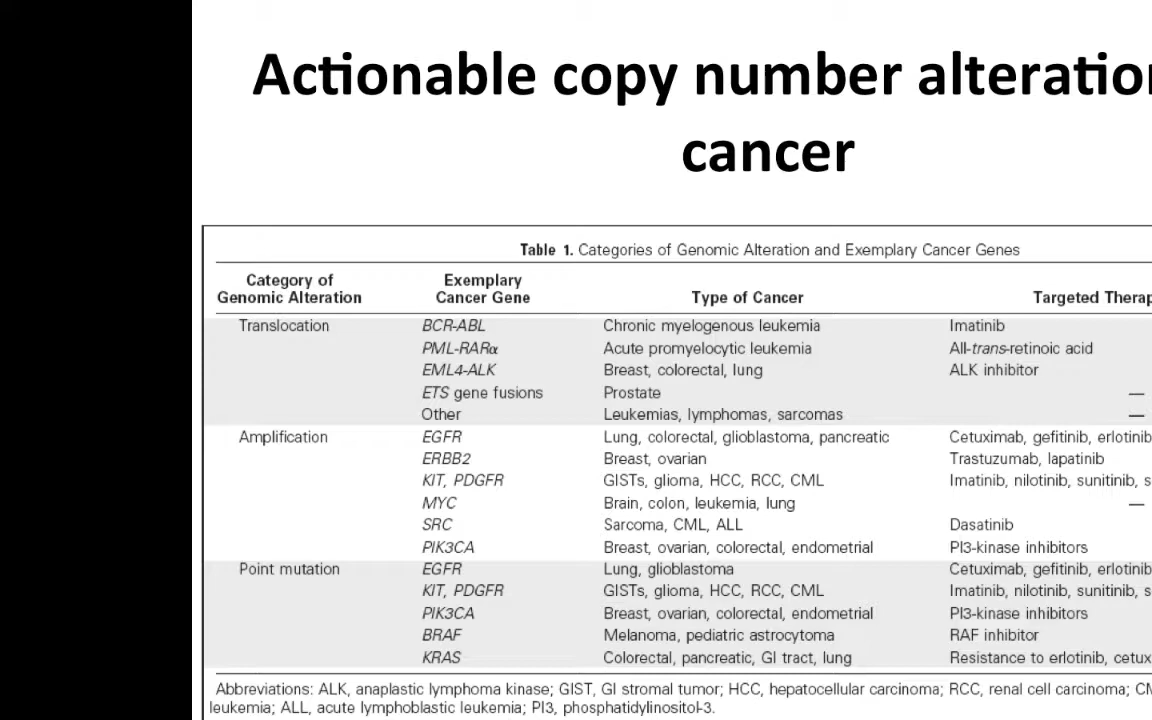 Actionable copy number alteratio
cancer
Table 1. Categories of Genomic Alteration and Exemplary Cancer Genes
Category of Genomic Alteration Exemplary Cancer Gene Type of Cancer Targeted Therap
Translocation BCR-ABL Chronic myelogenous leukemia Imatinib
PML-RARα Acute promyelocytic leukemia All-trans-retinoic acid
EML4-ALK Breast, colorectal, lung ALK inhibitor
ETS gene fusions Prostate —
Other Leukemias, lymphomas, sarcomas —
Amplification EGFR Lung, colorectal, glioblastoma, pancreatic Cetuximab, gefitinib, erlotinib
ERBB2 Breast, ovarian Trastuzumab, lapatinib
KIT, PDGFR GISTs, glioma, HCC, RCC, CML Imatinib, nilotinib, sunitinib, s
MYC Brain, colon, leukemia, lung —
SRC Sarcoma, CML, ALL Dasatinib
PIK3CA Breast, ovarian, colorectal, endometrial PI3-kinase inhibitors
Point mutation EGFR Lung, glioblastoma Cetuximab, gefitinib, erlotinib
KIT, PDGFR GISTs, glioma, HCC, RCC, CML Imatinib, nilotinib, sunitinib, s
PIK3CA Breast, ovarian, colorectal, endometrial PI3-kinase inhibitors
BRAF Melanoma, pediatric astrocytoma RAF inhibitor
KRAS Colorectal, pancreatic, GI tract, lung Resistance to erlotinib, cetux
Abbreviations: ALK, anaplastic lymphoma kinase; GIST, GI stromal tumor; HCC, hepatocellular carcinoma; RCC, renal cell carcinoma; CM
leukemia; ALL, acute lymphoblastic leukemia; PI3, phosphatidylinositol-3.